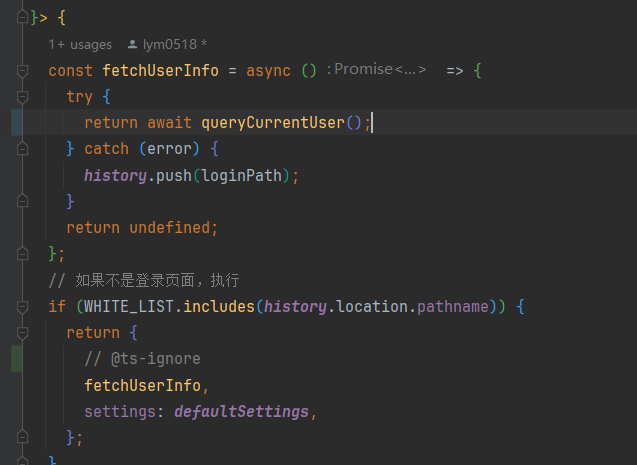 }> {
1+ usages lym0518 *
const fetchUserInfo = async () : Promise<...> => {
try {
return await queryCurrentUser();
} catch (error) {
history.push(loginPath);
}
return undefined;
};
// 如果不是登录页面，执行
if (WHITE_LIST.includes(history.location.pathname)) {
return {
// @ts-ignore
fetchUserInfo,
settings: defaultSettings,
};
}